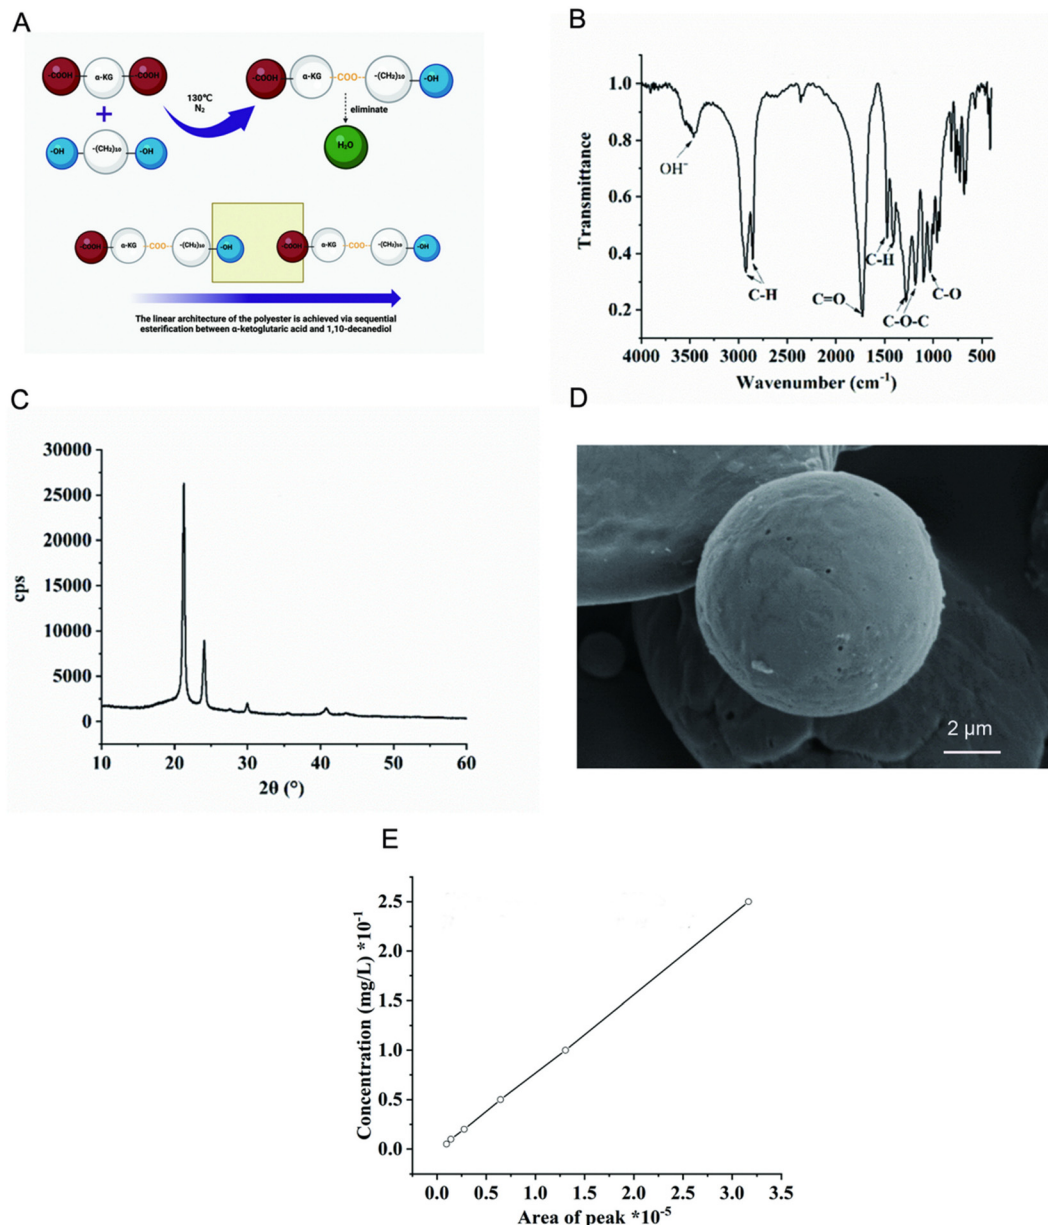 A
-COOH α-KG -COOH
+
-OH -(CH2)10 -OH
130°C
N2
-COOH α-KG -COO- -(CH2)10 -OH
eliminate
H2O
-COOH α-KG -COO- -(CH2)10 -OH -COOH α-KG -COO- -(CH2)10 -OH
The linear architecture of the polyester is achieved via sequential
esterification between α-ketoglutaric acid and 1,10-decanediol
B
Transmittance
1.0
0.8
0.6
0.4
0.2
OH⁻
C-H
C=O
C-H
C-O-C
C-O
4000 3500 3000 2500 2000 1500 1000 500
Wavenumber (cm⁻¹)
C
cps
30000
25000
20000
15000
10000
5000
0
10 20 30 40 50 60
2θ (°)
D
2 μm
E
Concentration (mg/L) *10⁻¹
2.5
2.0
1.5
1.0
0.5
0.0
0.0 0.5 1.0 1.5 2.0 2.5 3.0 3.5
Area of peak *10⁻⁵